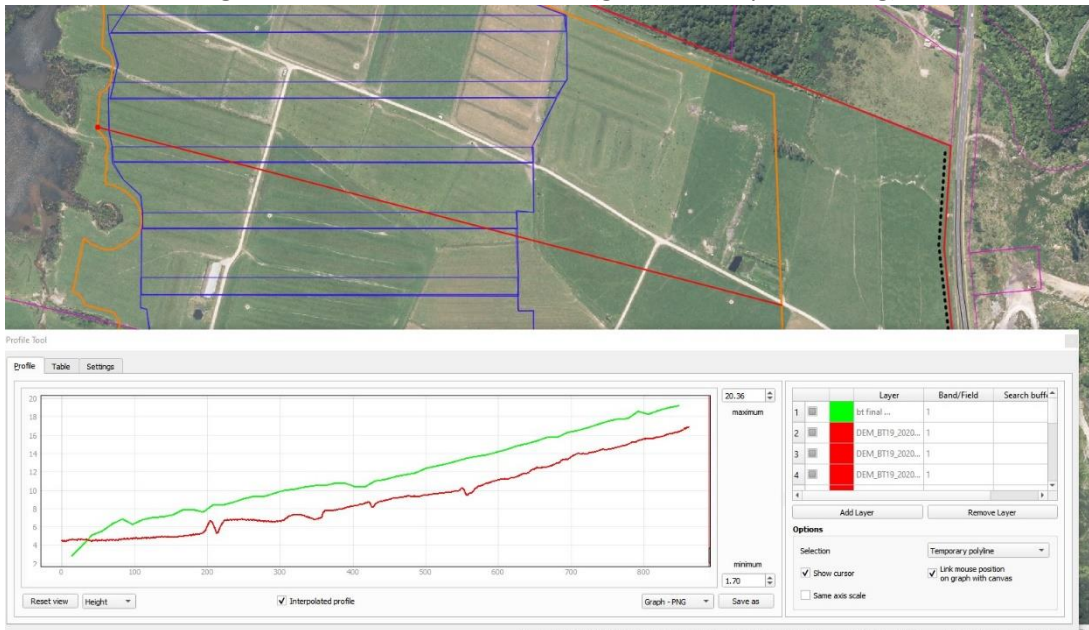 Profile Tool
Profile Table Settings
20
18
16
14
12
10
8
6
4
2
0 100 200 300 400 500 600 700 800
20.36
maximum
minimum
1.70
Reset view Height Interpolated profile Graph - PNG Save as
Layer Band/Field Search buff
1 bt final ... 1
2 DEM_BT19_2020... 1
3 DEM_BT19_2020... 1
4 DEM_BT19_2020... 1
Add Layer Remove Layer
Options
Selection Temporary polyline
Show cursor
Link mouse position
on graph with canvas
Same axis scale